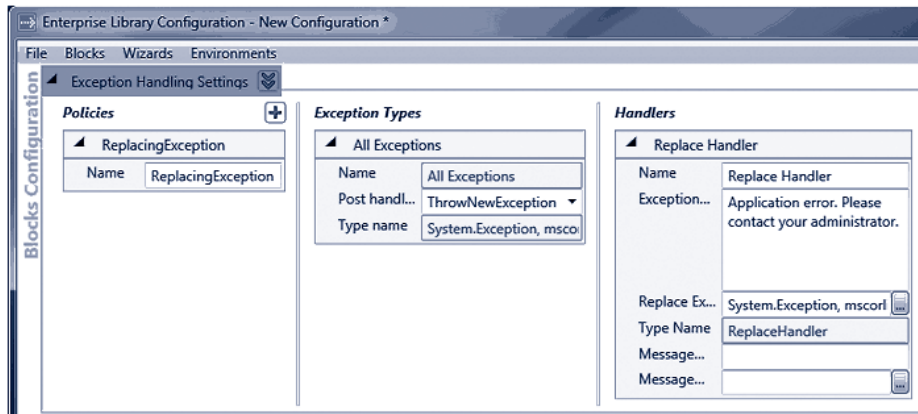 Enterprise Library Configuration - New Configuration *
File Blocks Wizards Environments
Blocks Configuration
Exception Handling Settings
Policies
ReplacingException
Name ReplacingException
Exception Types
All Exceptions
Name All Exceptions
Post handl... ThrowNewException
Type name System.Exception, msco
Handlers
Replace Handler
Name Replace Handler
Exception... Application error. Please
contact your administrator.
Replace Ex... System.Exception, mscorl
Type Name ReplaceHandler
Message...
Message...